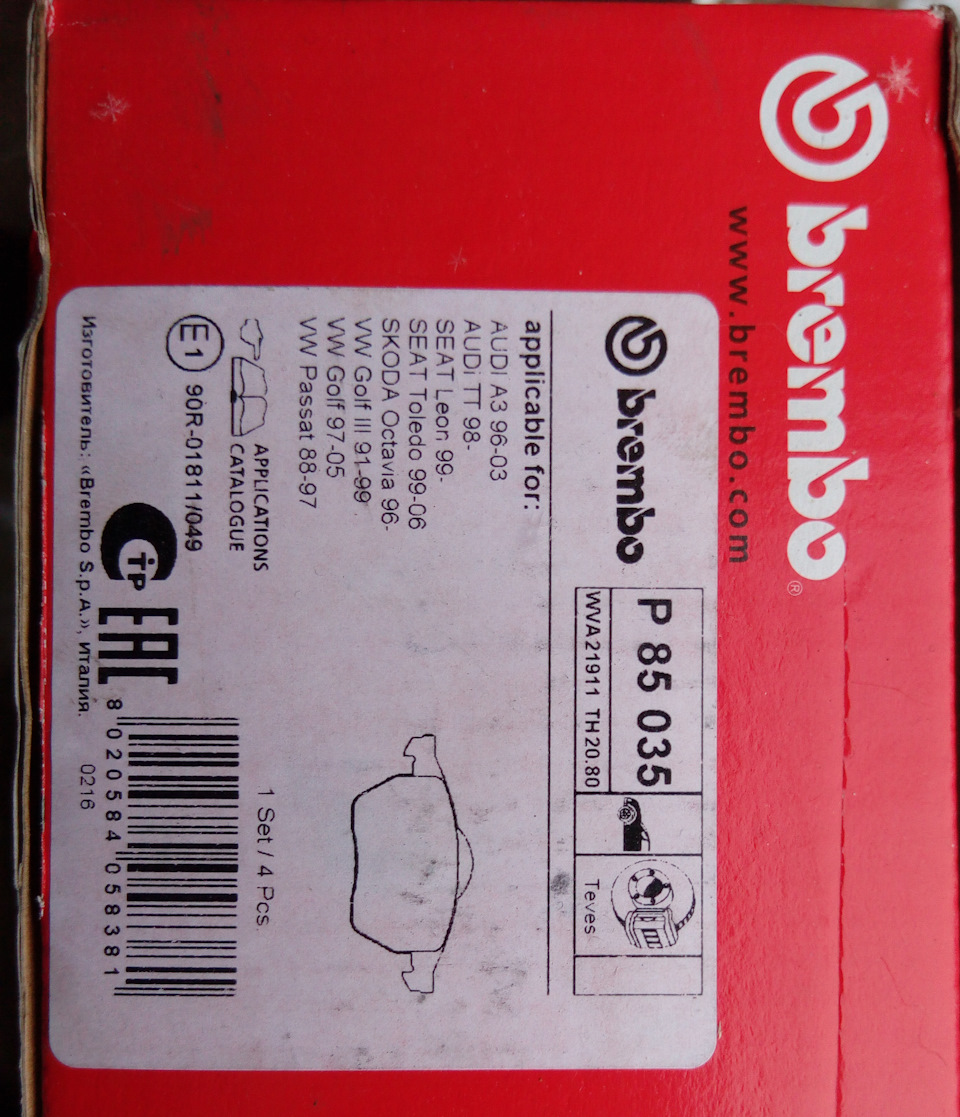 brembo®
www.brembo.com
brembo
P 85 035
WVA21911 TH20.80
Teves
applicable for:
AUDI A3 96-03
AUDI TT 98-
SEAT Leon 99-
SEAT Toledo 99-06
SKODA Octavia 96-
VW Golf III 91-99
VW Golf 97-05
VW Passat 88-97
1 Set / 4 Pcs.
APPLICATIONS
CATALOGUE
E1 90R-01811/049
TP EAC
8 020584 058381
Изготовитель: «Brembo S.p.A.», италия. 0216